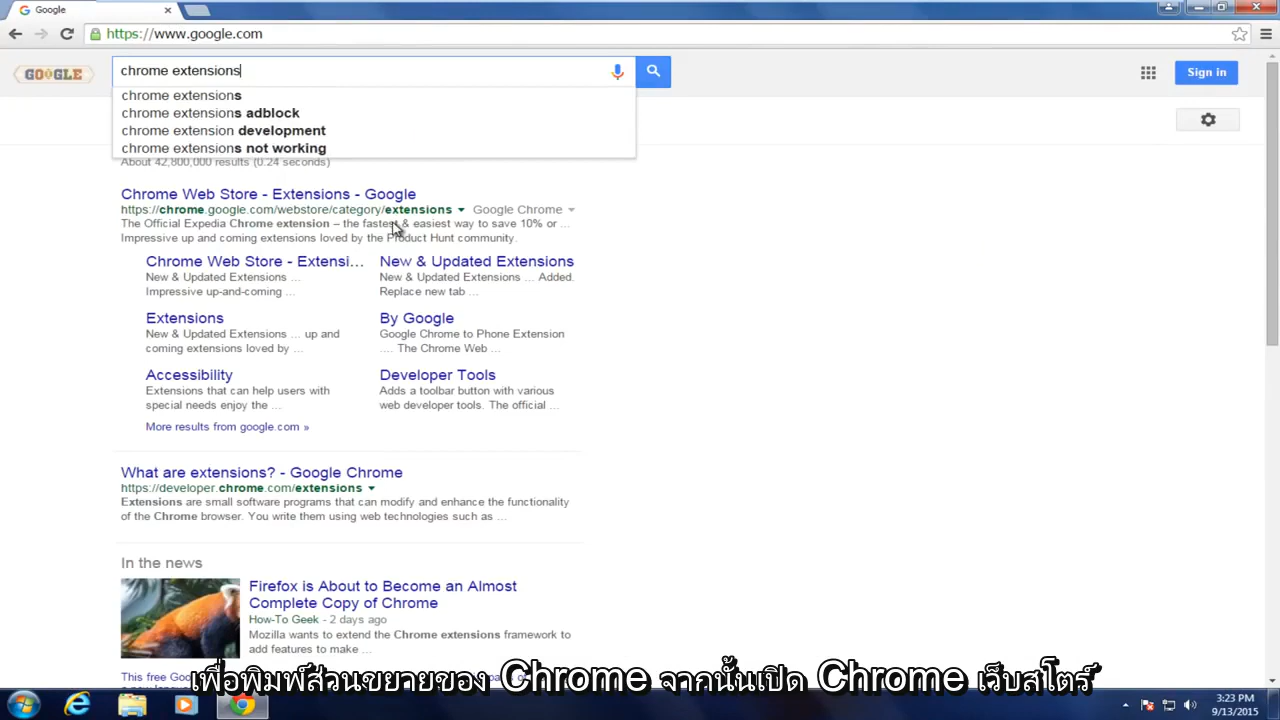 Google
https://www.google.com
GOOGLE
chrome extensions
Sign in
chrome extensions
chrome extensions adblock
chrome extension development
chrome extensions not working
About 42,800,000 results (0.24 seconds)
Chrome Web Store - Extensions - Google
https://chrome.google.com/webstore/category/extensions Google Chrome
The Official Expedia Chrome extension – the fastest & easiest way to save 10% or ...
Impressive up and coming extensions loved by the Product Hunt community.
Chrome Web Store - Extensi... New & Updated Extensions
New & Updated Extensions ... New & Updated Extensions ... Added.
Impressive up-and-coming ... Replace new tab ...
Extensions By Google
New & Updated Extensions ... up and Google Chrome to Phone Extension
coming extensions loved by ... .... The Chrome Web ...
Accessibility Developer Tools
Extensions that can help users with Adds a toolbar button with various
special needs enjoy the ... web developer tools. The official ...
More results from google.com »
What are extensions? - Google Chrome
https://developer.chrome.com/extensions
Extensions are small software programs that can modify and enhance the functionality
of the Chrome browser. You write them using web technologies such as ...
In the news
Firefox is About to Become an Almost
Complete Copy of Chrome
How-To Geek - 2 days ago
Mozilla wants to extend the Chrome extensions framework to
add features to make ...
This free Goog
เพื่อพิมพ์ส่วนขยายของ Chrome จากนั้นเปิด Chrome เว็บสโตร์
3:23 PM
9/13/2015